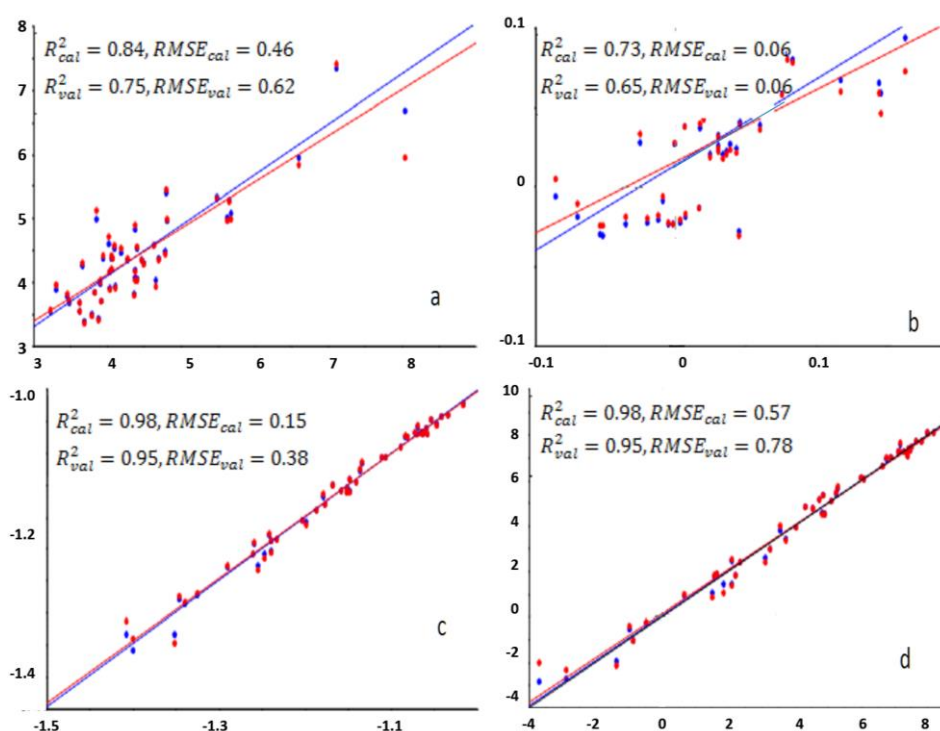 8
7
6
5
4
3
3 4 5 6 7 8
R²cal = 0.84, RMSEcal = 0.46
R²val = 0.75, RMSEval = 0.62
a
0.1
0
-0.1
-0.1 0 0.1
R²cal = 0.73, RMSEcal = 0.06
R²val = 0.65, RMSEval = 0.06
b
-1.0
-1.2
-1.4
-1.5 -1.3 -1.1
R²cal = 0.98, RMSEcal = 0.15
R²val = 0.95, RMSEval = 0.38
c
10
8
6
4
2
0
-2
-4
-4 -2 0 2 4 6 8
R²cal = 0.98, RMSEcal = 0.57
R²val = 0.95, RMSEval = 0.78
d